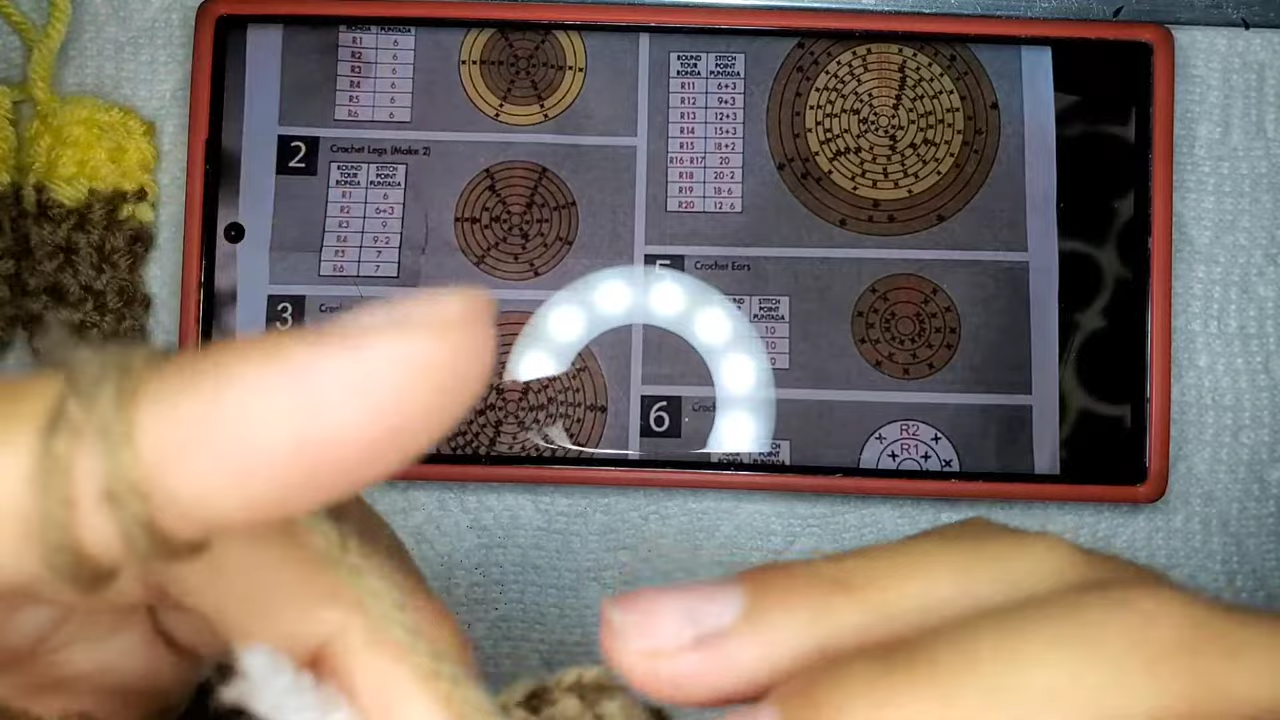 RONDA PUNTADA
R1 6
R2 6
R3 6
R4 6
R5 6
R6 6
2 Crochet Legs (Make 2)
ROUND STITCH
TOUR POINT
RONDA PUNTADA
R1 6
R2 6+3
R3 9
R4 9-2
R5 7
R6 7
3
ROUND STITCH
TOUR POINT
RONDA PUNTADA
R11 6+3
R12 9+3
R13 12+3
R14 15+3
R15 18+2
R16-R17 20
R18 20-2
R19 18-6
R20 12-6
5 Crochet Ears
STITCH
POINT
PUNTADA
10
10
6
R2
R1